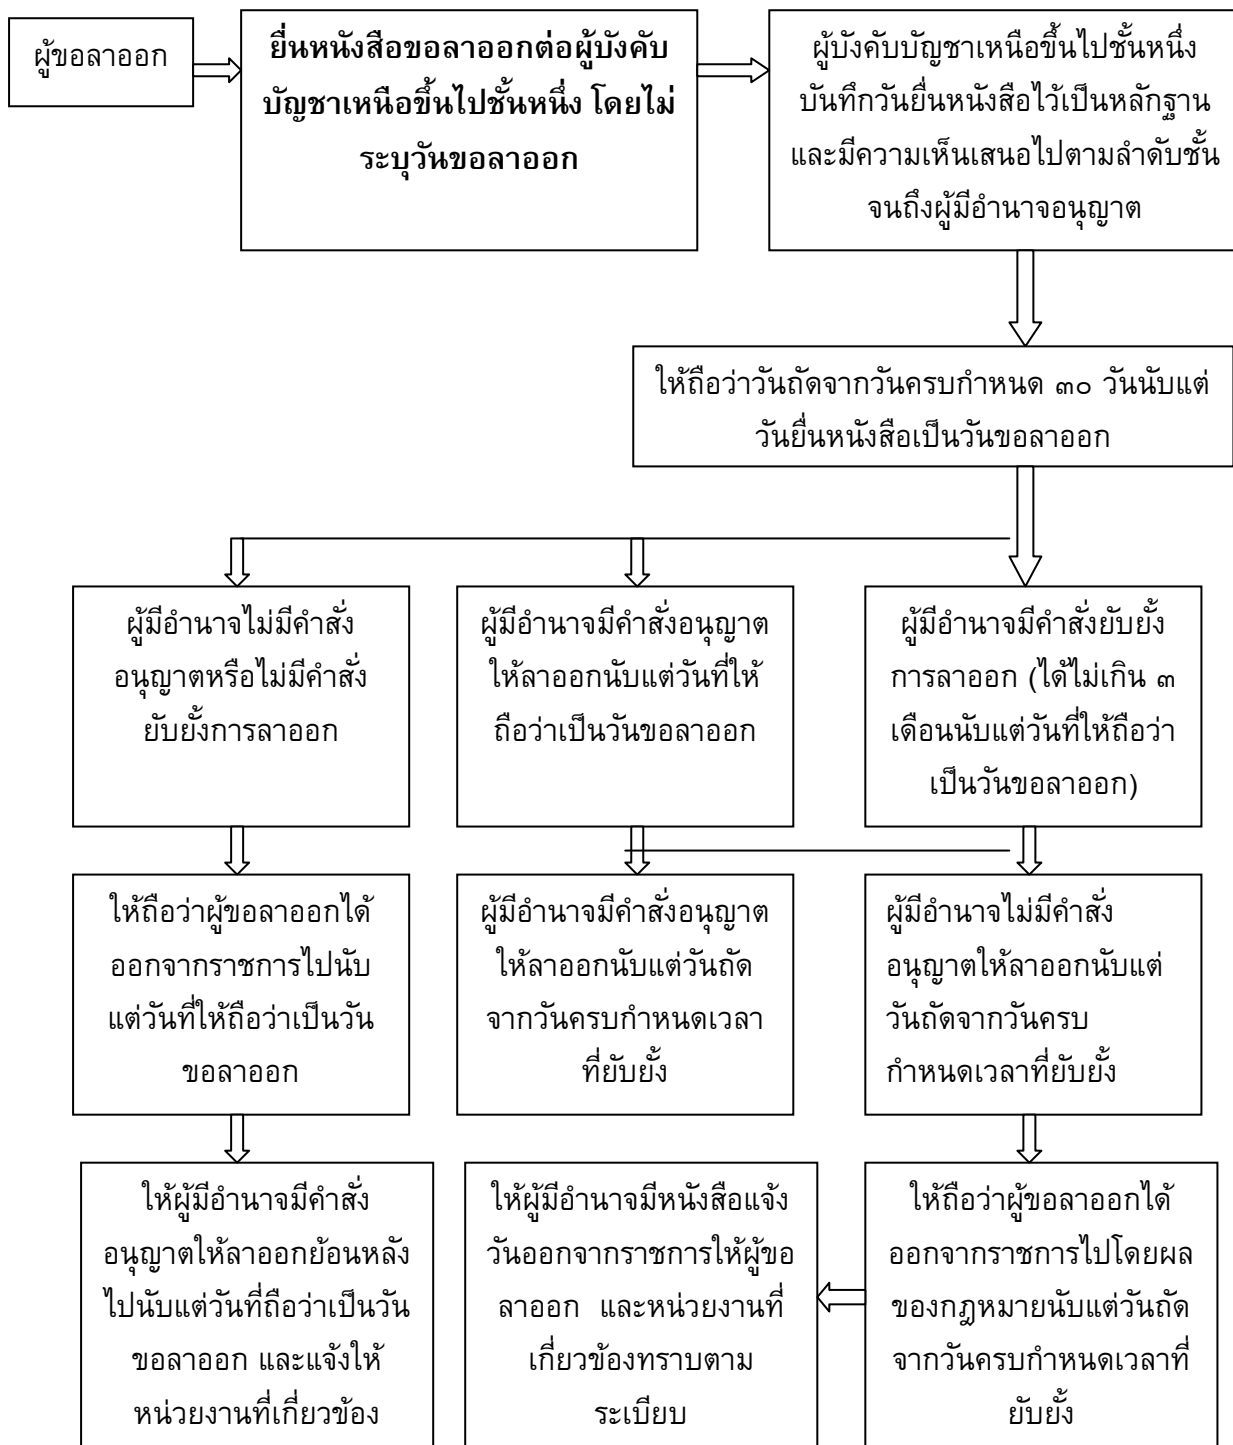 ผู้ขอลาออก
ยื่นหนังสือขอลาออกต่อผู้บังคับ
บัญชาเหนือขึ้นไปชั้นหนึ่ง โดยไม่
ระบุวันขอลาออก
ผู้บังคับบัญชาเหนือขึ้นไปชั้นหนึ่ง
บันทึกวันยื่นหนังสือไว้เป็นหลักฐาน
และมีความเห็นเสนอไปตามลำดับชั้น
จนถึงผู้มีอำนาจอนุญาต
ให้ถือว่าวันถัดจากวันครบกำหนด ๓๐ วันนับแต่
วันยื่นหนังสือเป็นวันขอลาออก
ผู้มีอำนาจไม่มีคำสั่ง
อนุญาตหรือไม่มีคำสั่ง
ยับยั้งการลาออก
ผู้มีอำนาจมีคำสั่งอนุญาต
ให้ลาออกนับแต่วันที่ให้
ถือว่าเป็นวันขอลาออก
ผู้มีอำนาจมีคำสั่งยับยั้ง
การลาออก (ได้ไม่เกิน ๓
เดือนนับแต่วันที่ให้ถือว่า
เป็นวันขอลาออก)
ให้ถือว่าผู้ขอลาออกได้
ออกจากราชการไปนับ
แต่วันที่ให้ถือว่าเป็นวัน
ขอลาออก
ผู้มีอำนาจมีคำสั่งอนุญาต
ให้ลาออกนับแต่วันถัด
จากวันครบกำหนดเวลา
ที่ยับยั้ง
ผู้มีอำนาจไม่มีคำสั่ง
อนุญาตให้ลาออกนับแต่
วันถัดจากวันครบ
กำหนดเวลาที่ยับยั้ง
ให้ผู้มีอำนาจมีคำสั่ง
อนุญาตให้ลาออกย้อนหลัง
ไปนับแต่วันที่ถือว่าเป็นวัน
ขอลาออก และแจ้งให้
หน่วยงานที่เกี่ยวข้อง
ให้ผู้มีอำนาจมีหนังสือแจ้ง
วันออกจากราชการให้ผู้ขอ
ลาออก และหน่วยงานที่
เกี่ยวข้องทราบตาม
ระเบียบ
ให้ถือว่าผู้ขอลาออกได้
ออกจากราชการไปโดยผล
ของกฎหมายนับแต่วันถัด
จากวันครบกำหนดเวลาที่
ยับยั้ง